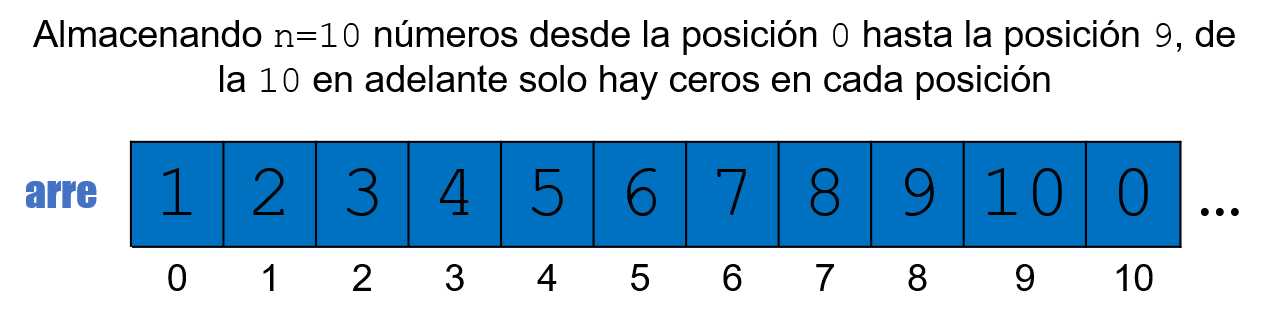 Almacenando n=10 números desde la posición 0 hasta la posición 9, de
la 10 en adelante solo hay ceros en cada posición
arre 1 2 3 4 5 6 7 8 9 10 0 ...
0 1 2 3 4 5 6 7 8 9 10